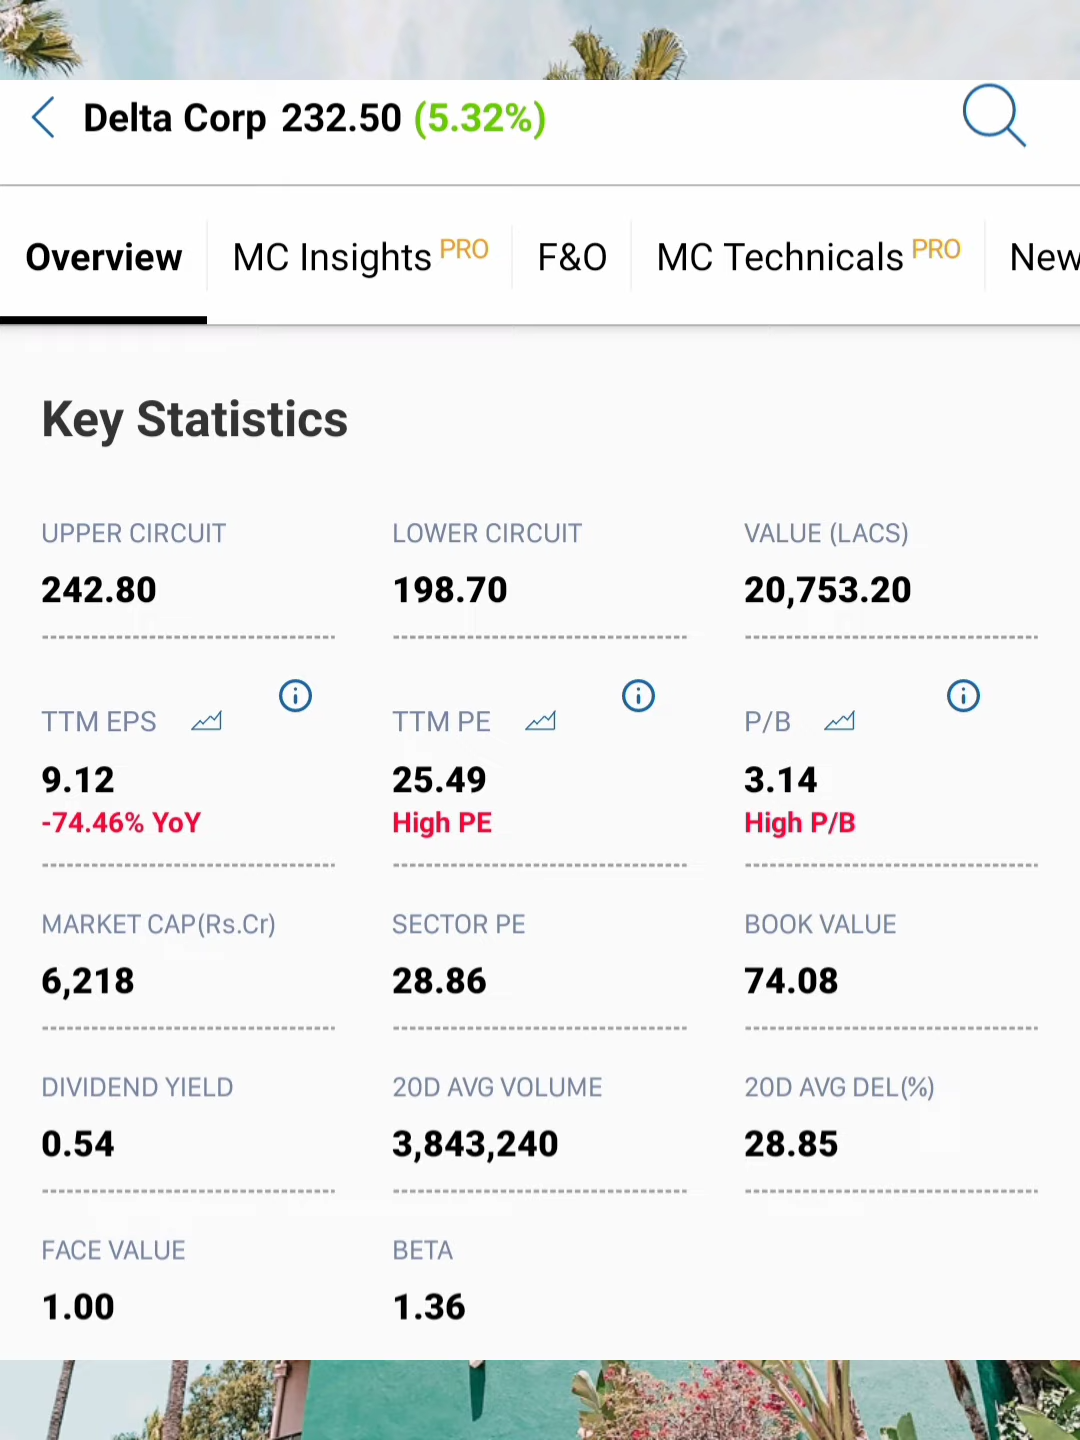 Delta Corp 232.50 (5.32%)
Overview MC Insights PRO F&O MC Technicals PRO New
Key Statistics
UPPER CIRCUIT LOWER CIRCUIT VALUE (LACS)
242.80 198.70 20,753.20
TTM EPS TTM PE P/B
9.12 25.49 3.14
-74.46% YoY High PE High P/B
MARKET CAP(Rs.Cr) SECTOR PE BOOK VALUE
6,218 28.86 74.08
DIVIDEND YIELD 20D AVG VOLUME 20D AVG DEL(%)
0.54 3,843,240 28.85
FACE VALUE BETA
1.00 1.36